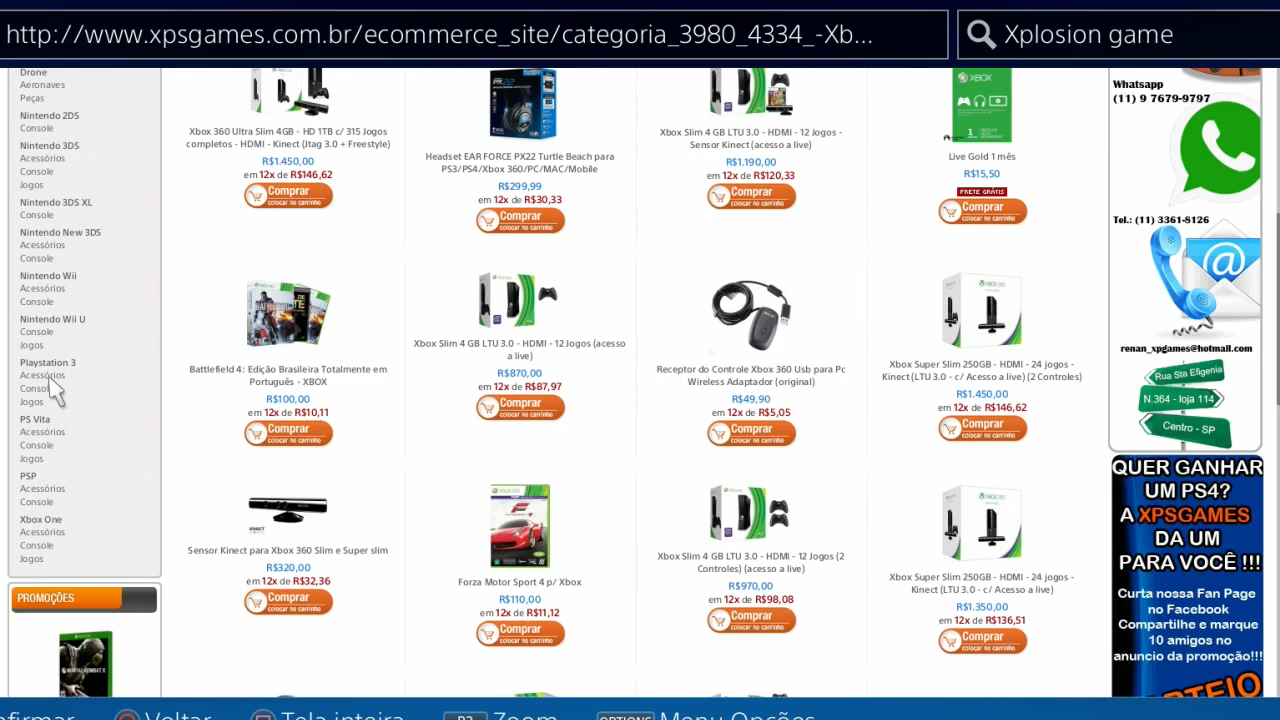 http://www.xpsgames.com.br/ecommerce_site/categoria_3980_4334_-Xb...
Xplosion game
Drone
Aeronaves
Peças
Nintendo 2DS
Console
Nintendo 3DS
Acessórios
Console
Jogos
Nintendo 3DS XL
Console
Nintendo New 3DS
Acessórios
Console
Nintendo Wii
Acessórios
Console
Nintendo Wii U
Console
Jogos
Playstation 3
Acessórios
Jogos
PS Vita
Acessórios
Console
Jogos
PSP
Acessórios
Console
Xbox One
Acessórios
Console
Jogos
PROMOÇÕES
Xbox 360 Ultra Slim 4GB - HD 1TB c/ 315 Jogos
completos - HDMI - Kinect (Jtag 3.0 + Freestyle)
R$1.450,00
em 12x de R$146,62
Comprar
colocar no carrinho
Headset EAR FORCE PX22 Turtle Beach para
PS3/PS4/Xbox 360/PC/MAC/Mobile
R$299,99
em 12x de R$30,33
Comprar
colocar no carrinho
Xbox Slim 4 GB LTU 3.0 - HDMI - 12 Jogos -
Sensor Kinect (acesso a live)
R$1.190,00
em 12x de R$120,33
Comprar
colocar no carrinho
XBOX
Live Gold 1 mês
R$15,50
FRETE GRÁTIS
Comprar
colocar no carrinho
Battlefield 4: Edição Brasileira Totalmente em
Português - XBOX
R$100,00
em 12x de R$10,11
Comprar
colocar no carrinho
Xbox Slim 4 GB LTU 3.0 - HDMI - 12 Jogos (acesso
a live)
R$870,00
em 12x de R$87,97
Comprar
colocar no carrinho
Receptor do Controle Xbox 360 Usb para Pc
Wireless Adaptador (original)
R$49,90
em 12x de R$5,05
Comprar
colocar no carrinho
Xbox Super Slim 250GB - HDMI - 24 jogos -
Kinect (LTU 3.0 - c/ Acesso a live) (2 Controles)
R$1.450,00
em 12x de R$146,62
Comprar
colocar no carrinho
KINECT
Sensor Kinect para Xbox 360 Slim e Super slim
R$320,00
em 12x de R$32,36
Comprar
colocar no carrinho
Forza Motor Sport 4 p/ Xbox
R$110,00
em 12x de R$11,12
Comprar
colocar no carrinho
Xbox Slim 4 GB LTU 3.0 - HDMI - 12 Jogos (2
Controles) (acesso a live)
R$970,00
em 12x de R$98,08
Comprar
colocar no carrinho
Xbox Super Slim 250GB - HDMI - 24 jogos -
Kinect (LTU 3.0 - c/ Acesso a live)
R$1.350,00
em 12x de R$136,51
Comprar
colocar no carrinho
Whatsapp
(11) 9 7679-9797
Tel.: (11) 3361-8126
renan_xpgames@hotmail.com
Rua Sta Efigenia
N.364 - loja 114
Centro - SP
QUER GANHAR
UM PS4?
A XPSGAMES
DA UM
PARA VOCÊ !!!
Curta nossa Fan Page
no Facebook
Compartilhe e marque
10 amigos no
anuncio da promoção!!!
Voltar
Tela inteira
R2 Zoom
OPTIONS Menu Opções